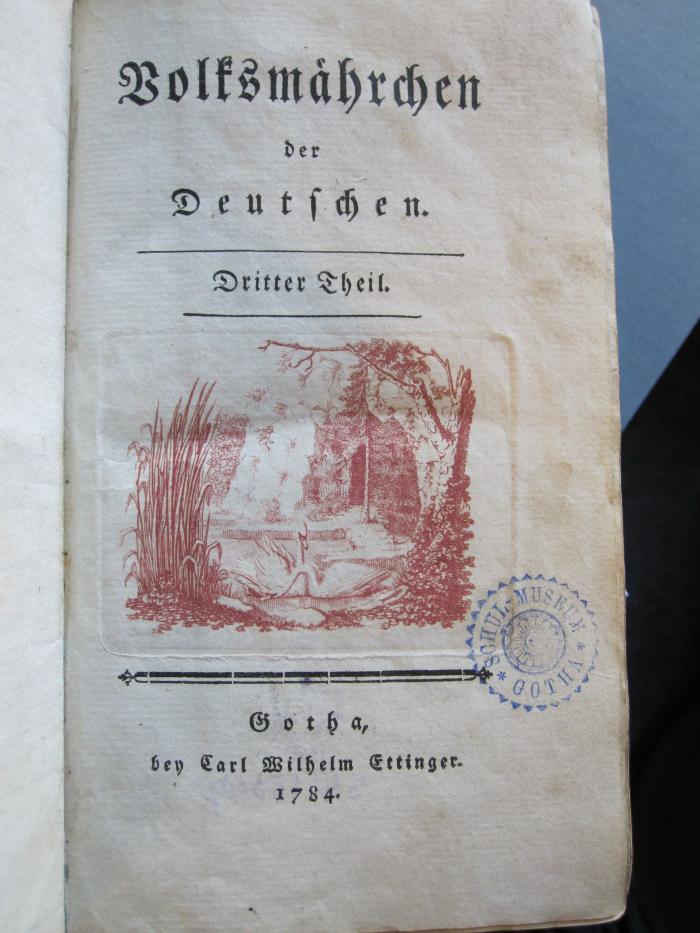 Volksmährchen
der
Deutſchen.
Dritter Theil.
SCHUL-MUSEUM * GOTHA *
Gotha,
bey Carl Wilhelm Ettinger.
1784.